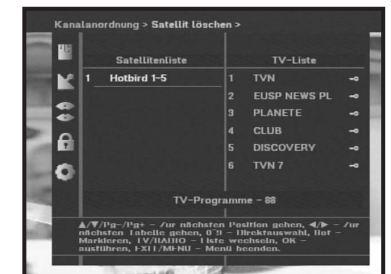 Kanalanordnung > Satellit löschen >
Satellitenliste
TV-Liste
1 Hotbird 1-5
1 TVN
2 EUSP NEWS PL
3 PLANETE
4 CLUB
5 DISCOVERY
6 TVN 7
TV-Programme - 88
▲/▼/Pg-/Pg+ - Zur nächsten Position gehen, ◀/▶ - Zur
nächsten Tabelle gehen, 0~9 - Direktauswahl, Rot -
Markieren, TV/RADIO - Liste wechseln, OK -
ausführen, EXIT/MENU - Menü beenden.